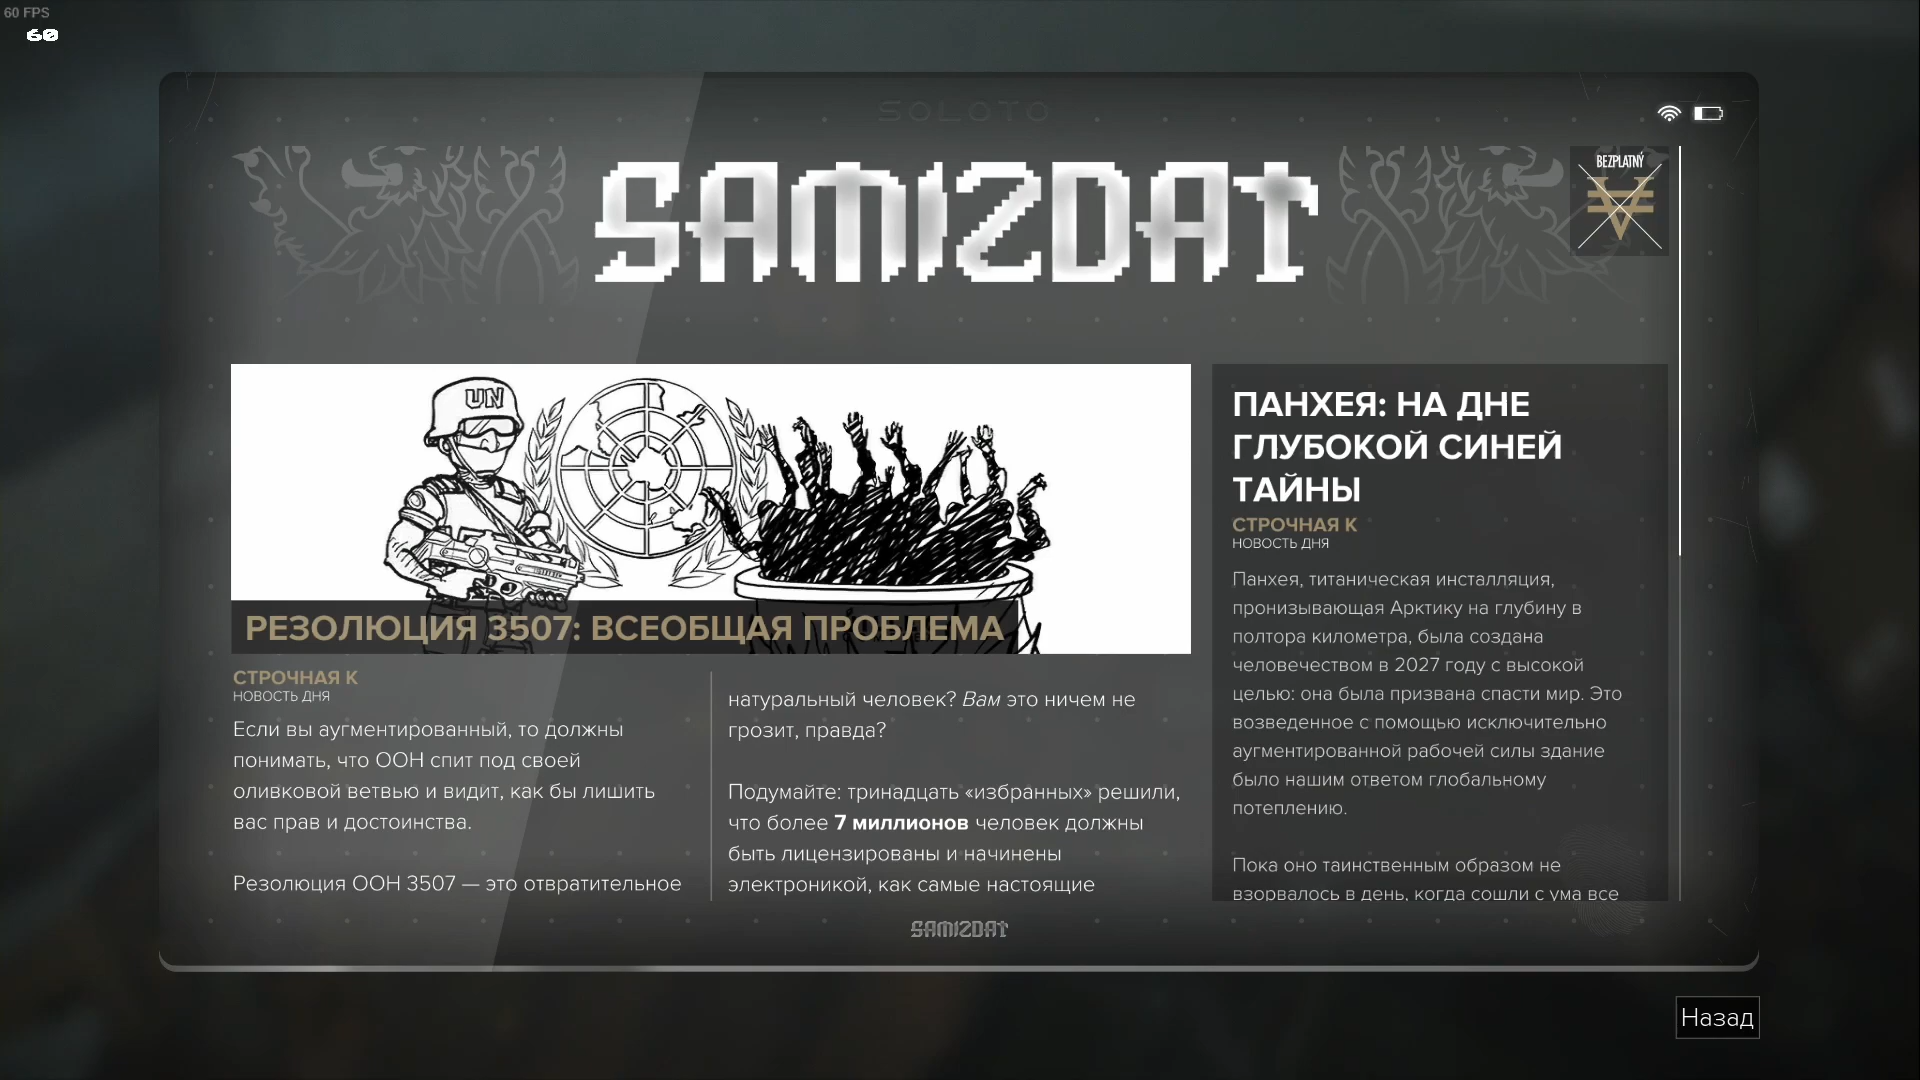 60 FPS
60
SOLOTO
BEZPLATNÝ
SAMIZDAT
UN
РЕЗОЛЮЦИЯ 3507: ВСЕОБЩАЯ ПРОБЛЕМА
СТРОЧНАЯ К
НОВОСТЬ ДНЯ
Если вы аугментированный, то должны
понимать, что ООН спит под своей
оливковой ветвью и видит, как бы лишить
вас прав и достоинства.
Резолюция ООН 3507 — это отвратительное
натуральный человек? Вам это ничем не
грозит, правда?
Подумайте: тринадцать «избранных» решили,
что более 7 миллионов человек должны
быть лицензированы и начинены
электроникой, как самые настоящие
ПАНХЕЯ: НА ДНЕ
ГЛУБОКОЙ СИНЕЙ
ТАЙНЫ
СТРОЧНАЯ К
НОВОСТЬ ДНЯ
Панхея, титаническая инсталляция,
пронизывающая Арктику на глубину в
полтора километра, была создана
человечеством в 2027 году с высокой
целью: она была призвана спасти мир. Это
возведенное с помощью исключительно
аугментированной рабочей силы здание
было нашим ответом глобальному
потеплению.
Пока оно таинственным образом не
взорвалось в день, когда сошли с ума все
SAMIZDAT
Назад